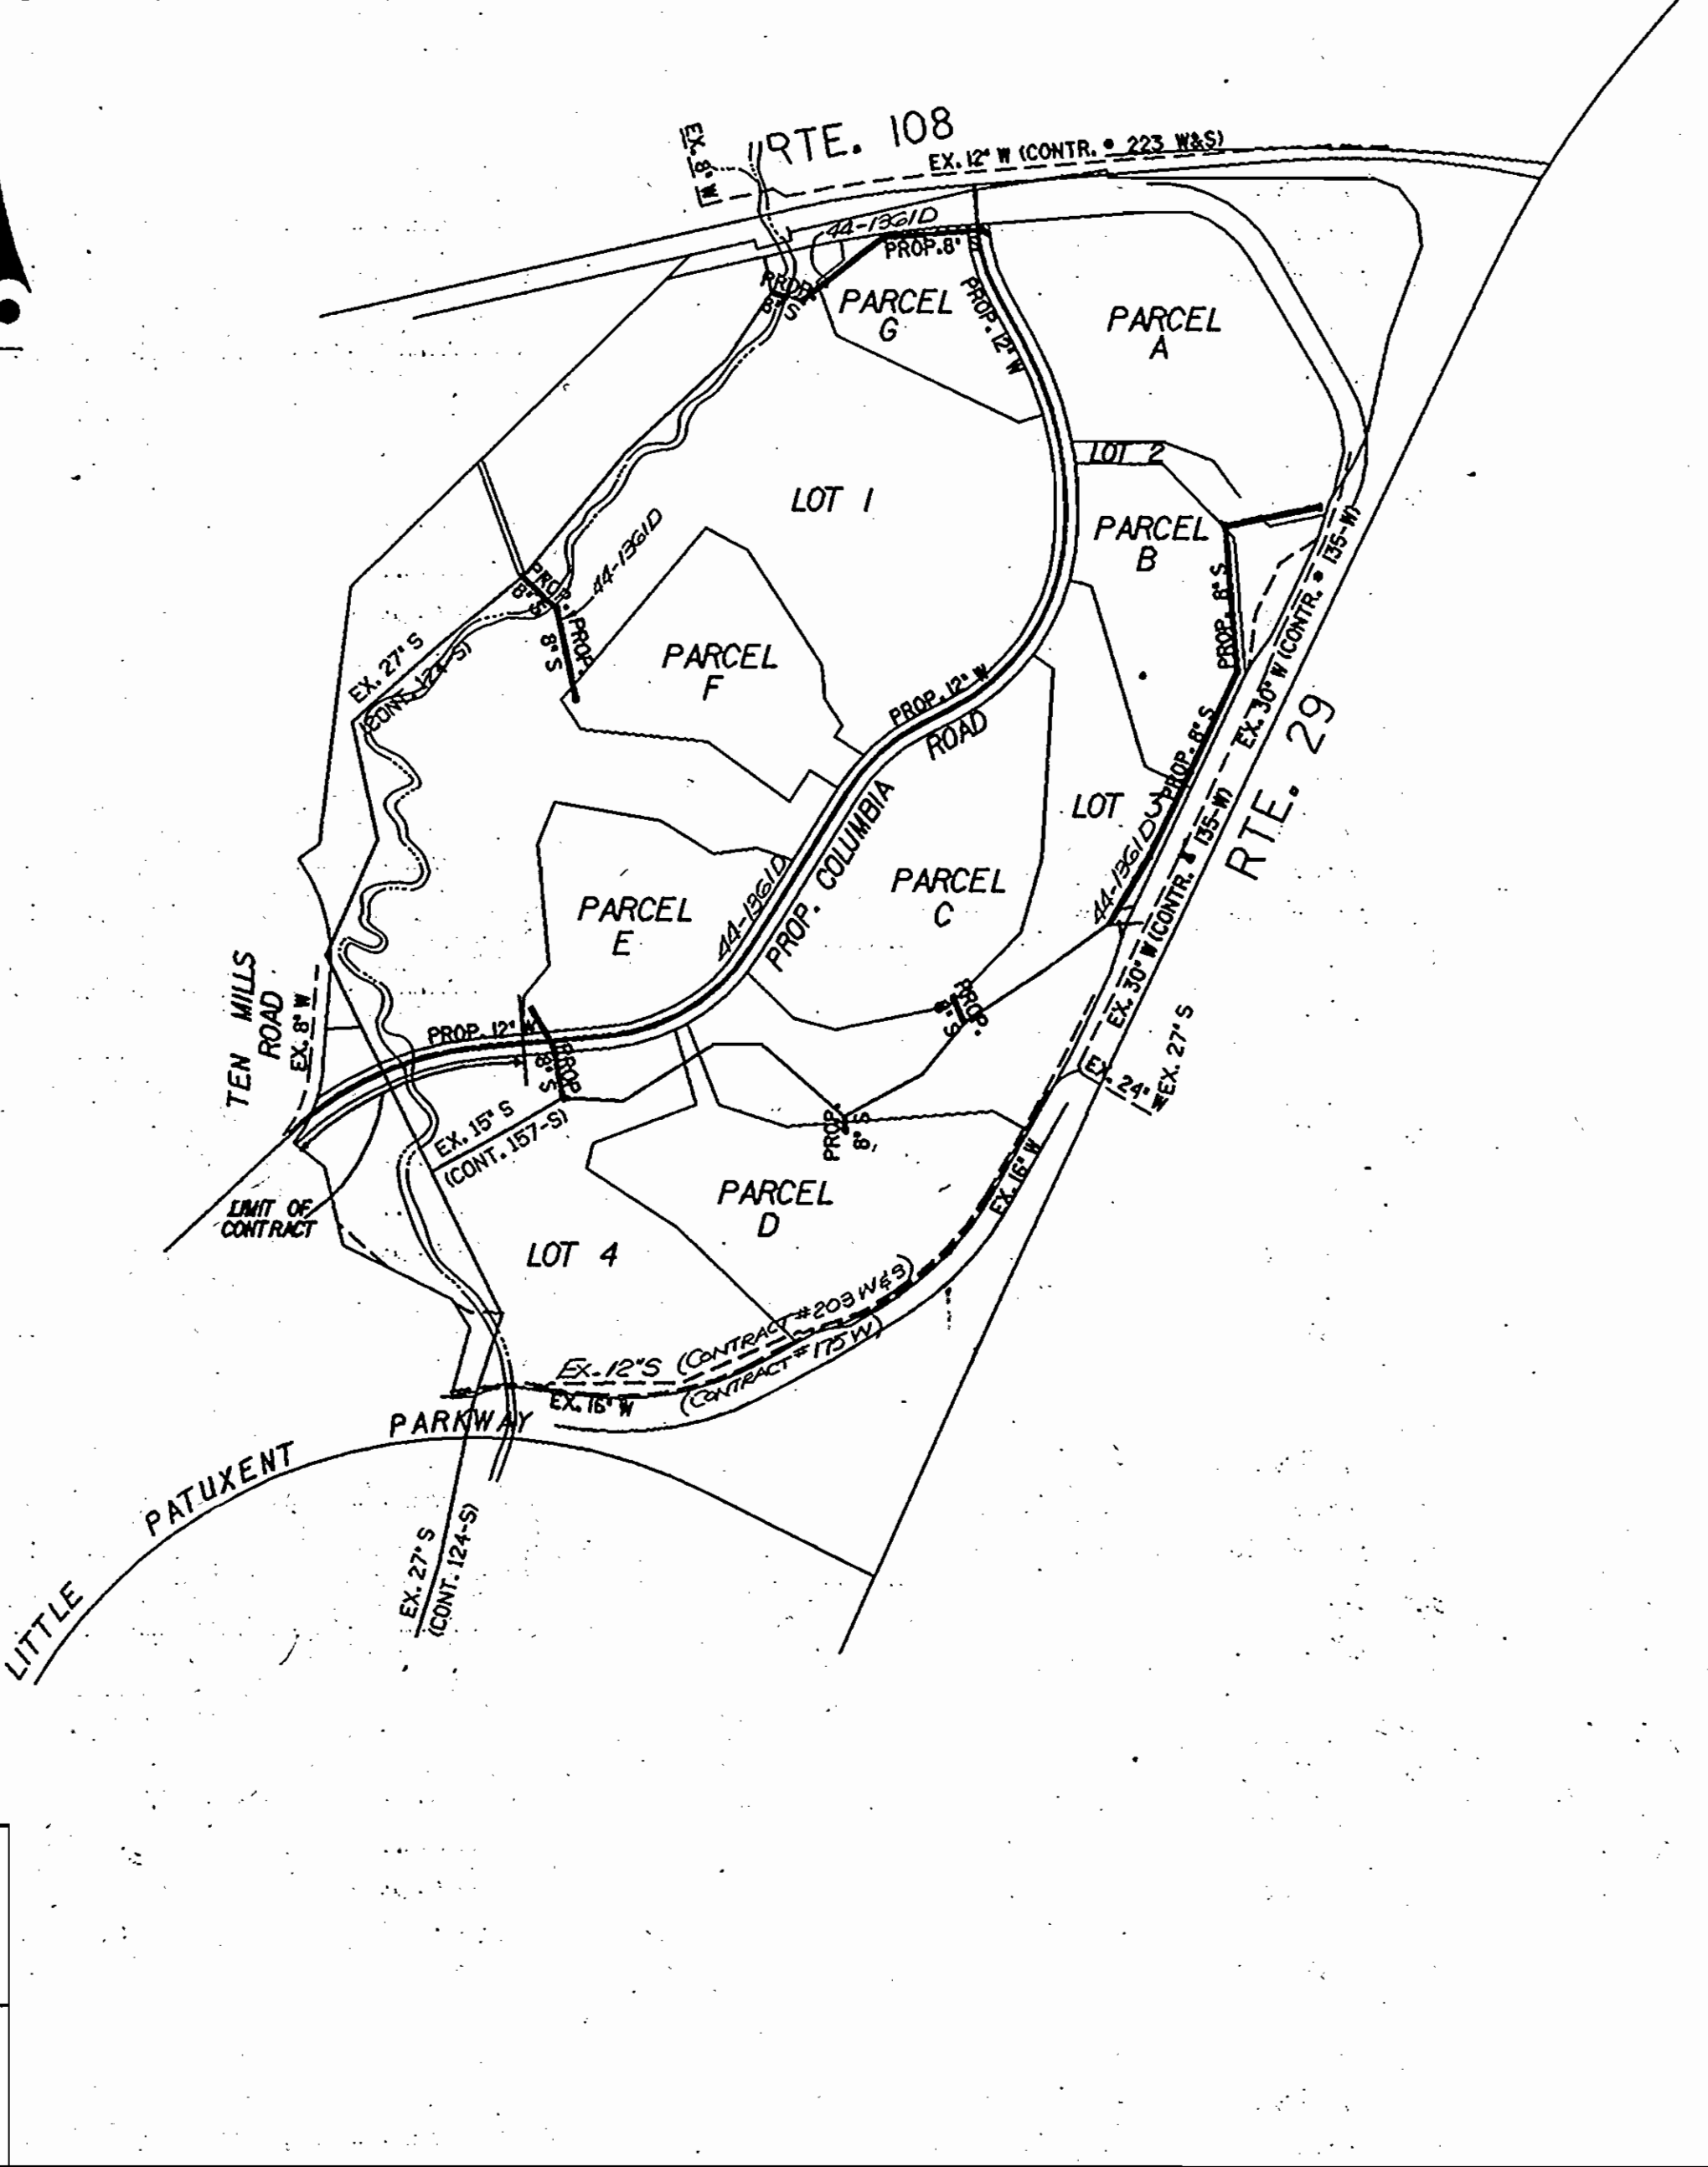 RTE. 108
EX. 8" W
EX. 12" W (CONTR. # 223 W&S)
44-1361D
PROP. 8" S
PROP.
8" S
PARCEL
G
PROP. 12" W
PARCEL
A
LOT 2
LOT 1
PARCEL
B
44-1361D
PROP.
8" S
PROP.
8" S
EX. 27" S
(CONT. 124-S)
PARCEL
F
PROP. 8" S
EX. 30" W (CONTR. # 135-W)
RTE. 29
PROP. 12" W
PROP. COLUMBIA
ROAD
PROP. 8" S
LOT 3
44-1361D
PARCEL
C
44-1361D
PARCEL
E
EX. 30" W (CONTR. # 135-W)
TEN MILLS
ROAD
EX. 8" W
PROP. 12" W
PROP.
8" S
PROP.
8" S
EX. 27" S
EX. 24" W
EX. 15" S
(CONT. 157-S)
PROP.
8" S
EX. 16" W
PARCEL
D
LIMIT OF
CONTRACT
LOT 4
EX. 12" S (CONTRACT #203 W&S)
EX. 16" W (CONTRACT #175 W)
LITTLE PATUXENT PARKWAY
EX. 27" S
(CONT. 124-S)